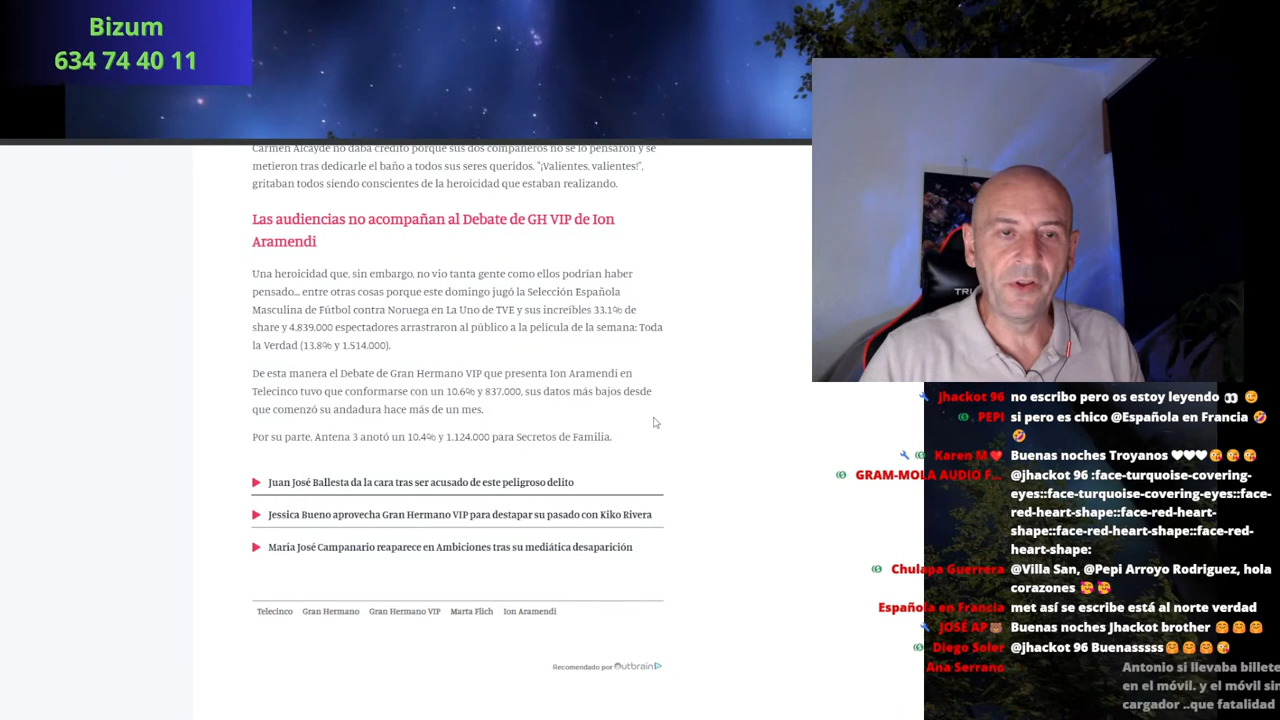 Bizum
634 74 40 11
Carmen Alcayde no daba crédito porque sus dos compañeros no se lo pensaron y se
metieron tras dedicarle el baño a todos sus seres queridos. "¡Valientes, valientes!",
gritaban todos siendo conscientes de la heroicidad que estaban realizando.
Las audiencias no acompañan al Debate de GH VIP de Ion
Aramendi
Una heroicidad que, sin embargo, no vio tanta gente como ellos podrían haber
pensado... entre otras cosas porque este domingo jugó la Selección Española
Masculina de Fútbol contra Noruega en La Uno de TVE y sus increíbles 33.1% de
share y 4.839.000 espectadores arrastraron al público a la película de la semana: Toda
la Verdad (13.8% y 1.514.000).
De esta manera el Debate de Gran Hermano VIP que presenta Ion Aramendi en
Telecinco tuvo que conformarse con un 10.6% y 837.000, sus datos más bajos desde
que comenzó su andadura hace más de un mes.
Por su parte, Antena 3 anotó un 10.4% y 1.124.000 para Secretos de Familia.
Juan José Ballesta da la cara tras ser acusado de este peligroso delito
Jessica Bueno aprovecha Gran Hermano VIP para destapar su pasado con Kiko Rivera
María José Campanario reaparece en Ambiciones tras su mediática desaparición
Telecinco Gran Hermano Gran Hermano VIP Marta Flich Ion Aramendi
Recomendado por Outbrain
jhackot 96 no escribo pero os estoy leyendo 👀 😉
PEPI si pero es chico @Española en Francia 🤣
🤣
Karen M❤️ Buenas noches Troyanos 🤍🤍🤍😘😘😘
GRAM-MOLA AUDIO F... @jhackot 96 :face-turquoise-covering-
eyes::face-turquoise-covering-eyes::face-
red-heart-shape::face-red-heart-
shape::face-red-heart-shape::face-red-
heart-shape:
Chulapa Guerrera @Villa San, @Pepi Arroyo Rodriguez, hola
corazones 🥰🥰
Española en Francia met así se escribe está al norte verdad
JOSÉ AP🐻 Buenas noches Jhackot brother 🤗🤗🤗
Diego Soler @jhackot 96 Buenasssss🤗🤗🤗😘
Ana Serrano Antonio si llevaba billete
en el móvil. y el móvil sin
cargador ..que fatalidad